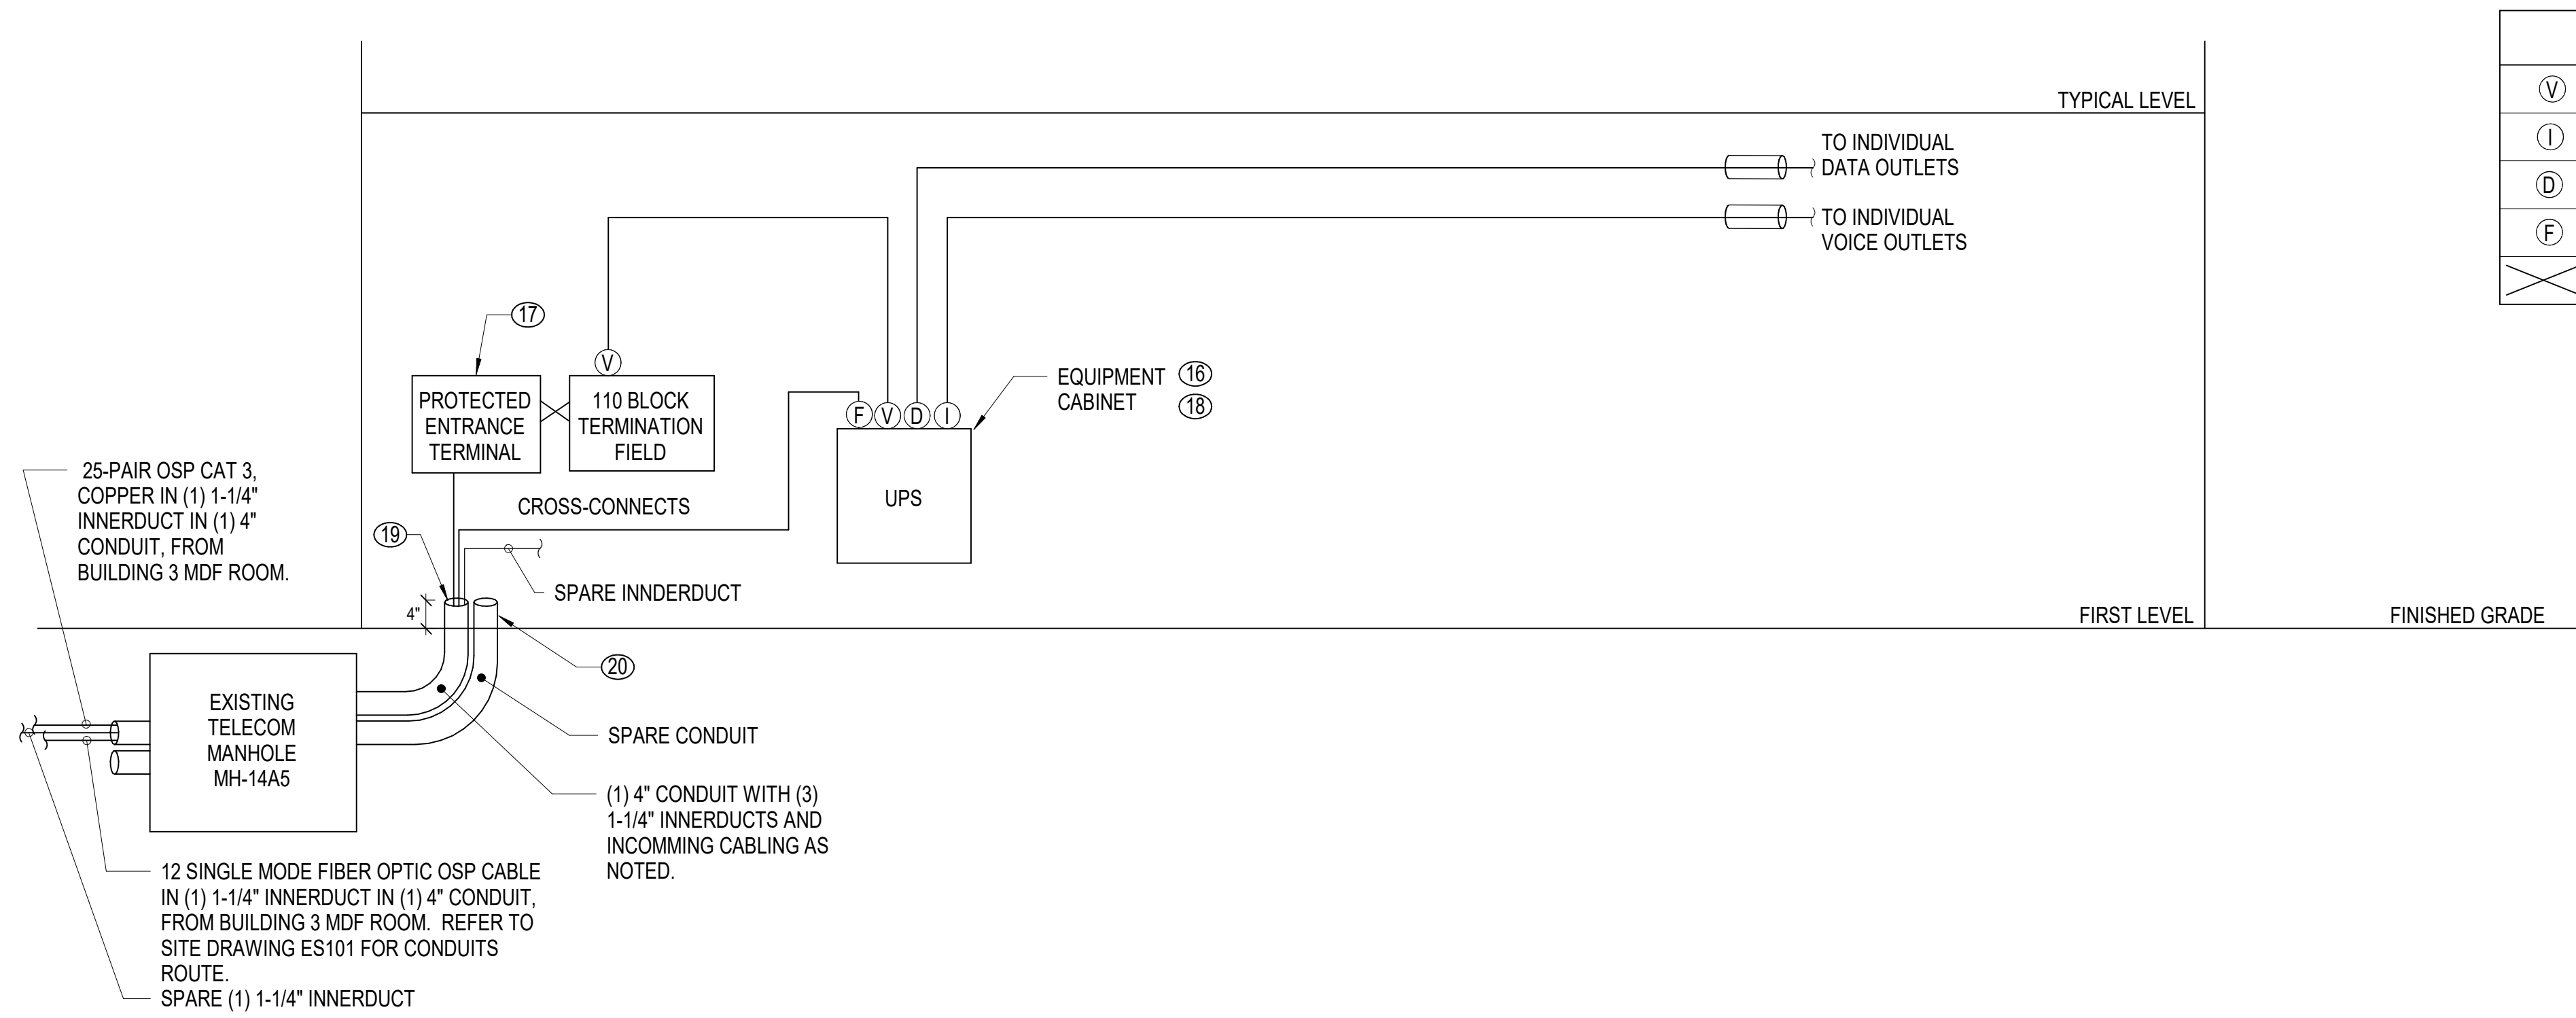 TYPICAL LEVEL
TO INDIVIDUAL
DATA OUTLETS
TO INDIVIDUAL
VOICE OUTLETS
V
I
D
F
17
V
PROTECTED
ENTRANCE
TERMINAL
110 BLOCK
TERMINATION
FIELD
F V D I
EQUIPMENT
CABINET
16
18
UPS
CROSS-CONNECTS
25-PAIR OSP CAT 3,
COPPER IN (1) 1-1/4"
INNERDUCT IN (1) 4"
CONDUIT, FROM
BUILDING 3 MDF ROOM.
19
SPARE INNDERDUCT
4"
FIRST LEVEL
FINISHED GRADE
20
EXISTING
TELECOM
MANHOLE
MH-14A5
SPARE CONDUIT
(1) 4" CONDUIT WITH (3)
1-1/4" INNERDUCTS AND
INCOMMING CABLING AS
NOTED.
12 SINGLE MODE FIBER OPTIC OSP CABLE
IN (1) 1-1/4" INNERDUCT IN (1) 4" CONDUIT,
FROM BUILDING 3 MDF ROOM. REFER TO
SITE DRAWING ES101 FOR CONDUITS
ROUTE.
SPARE (1) 1-1/4" INNERDUCT